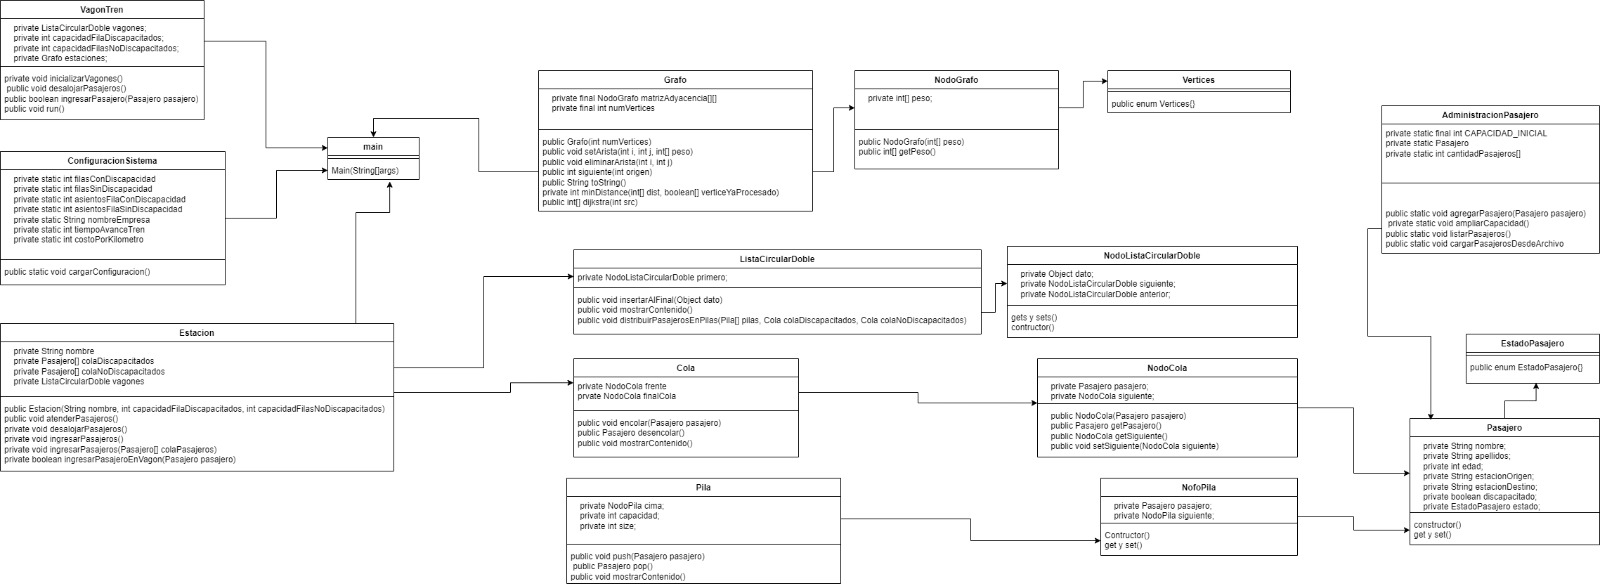 VagonTren
private ListaCircularDoble vagones;
private int capacidadFilaDiscapacitados;
private int capacidadFilasNoDiscapacitados;
private Grafo estaciones;
private void inicializarVagones()
public void desalojarPasajeros()
public boolean ingresarPasajero(Pasajero pasajero)
public void run()
ConfiguracionSistema
private static int filasConDiscapacidad
private static int filasSinDiscapacidad
private static int asientosFilaConDiscapacidad
private static int asientosFilaSinDiscapacidad
private static String nombreEmpresa
private static int tiempoAvanceTren
private static int costoPorKilometro
public static void cargarConfiguracion()
main
Main(String[]args)
Estacion
private String nombre
private Pasajero[] colaDiscapacitados
private Pasajero[] colaNoDiscapacitados
private ListaCircularDoble vagones
public Estacion(String nombre, int capacidadFilaDiscapacitados, int capacidadFilasNoDiscapacitados)
public void atenderPasajeros()
private void desalojarPasajeros()
private void ingresarPasajeros()
private void ingresarPasajeros(Pasajero[] colaPasajeros)
private boolean ingresarPasajeroEnVagon(Pasajero pasajero)
Grafo
private final NodoGrafo matrizAdyacencia[][]
private final int numVertices
public Grafo(int numVertices)
public void setArista(int i, int j, int[] peso)
public void eliminarArista(int i, int j)
public int siguiente(int origen)
public String toString()
private int minDistance(int[] dist, boolean[] verticeYaProcesado)
public int[] dijkstra(int src)
NodoGrafo
private int[] peso;
public NodoGrafo(int[] peso)
public int[] getPeso()
Vertices
public enum Vertices{}
ListaCircularDoble
private NodoListaCircularDoble primero;
public void insertarAlFinal(Object dato)
public void mostrarContenido()
public void distribuirPasajerosEnPilas(Pila[] pilas, Cola colaDiscapacitados, Cola colaNoDiscapacitados)
NodoListaCircularDoble
private Object dato;
private NodoListaCircularDoble siguiente;
private NodoListaCircularDoble anterior;
gets y sets()
contructor()
Cola
private NodoCola frente
private NodoCola finalCola
public void encolar(Pasajero pasajero)
public Pasajero desencolar()
public void mostrarContenido()
NodoCola
private Pasajero pasajero;
private NodoCola siguiente;
public NodoCola(Pasajero pasajero)
public Pasajero getPasajero()
public NodoCola getSiguiente()
public void setSiguiente(NodoCola siguiente)
Pila
private NodoPila cima;
private int capacidad;
private int size;
public void push(Pasajero pasajero)
public Pasajero pop()
public void mostrarContenido()
NofoPila
private Pasajero pasajero;
private NodoPila siguiente;
Contructor()
get y set()
AdministracionPasajero
private static final int CAPACIDAD_INICIAL
private static Pasajero
private static int cantidadPasajeros[]
public static void agregarPasajero(Pasajero pasajero)
private static void ampliarCapacidad()
public static void listarPasajeros()
public static void cargarPasajerosDesdeArchivo
EstadoPasajero
public enum EstadoPasajero{}
Pasajero
private String nombre;
private String apellidos;
private int edad;
private String estacionOrigen;
private String estacionDestino;
private boolean discapacitado;
private EstadoPasajero estado;
constructor()
get y set()